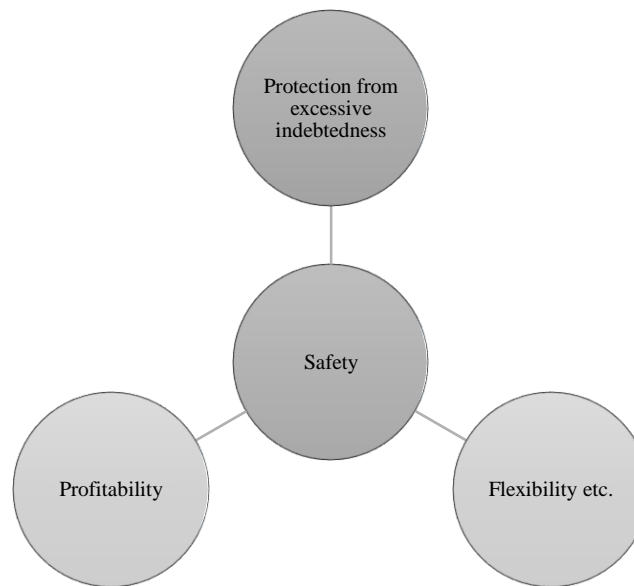 Protection from
excessive
indebtedness
Safety
Profitability
Flexibility etc.